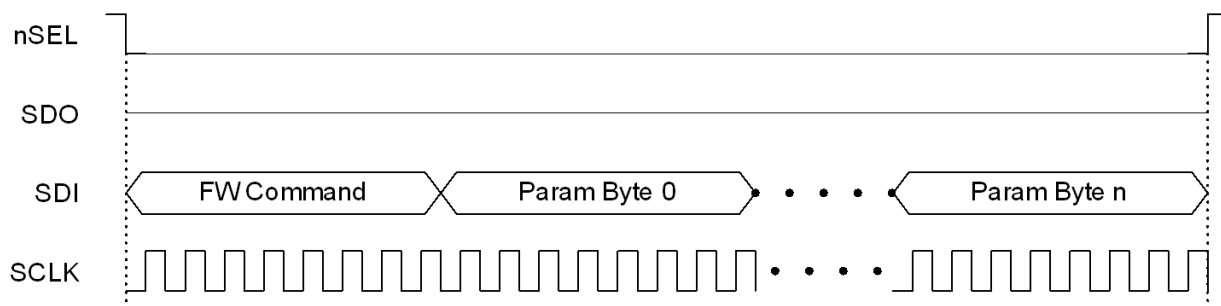 nSEL
SDO
SDI FW Command Param Byte 0 Param Byte n
SCLK